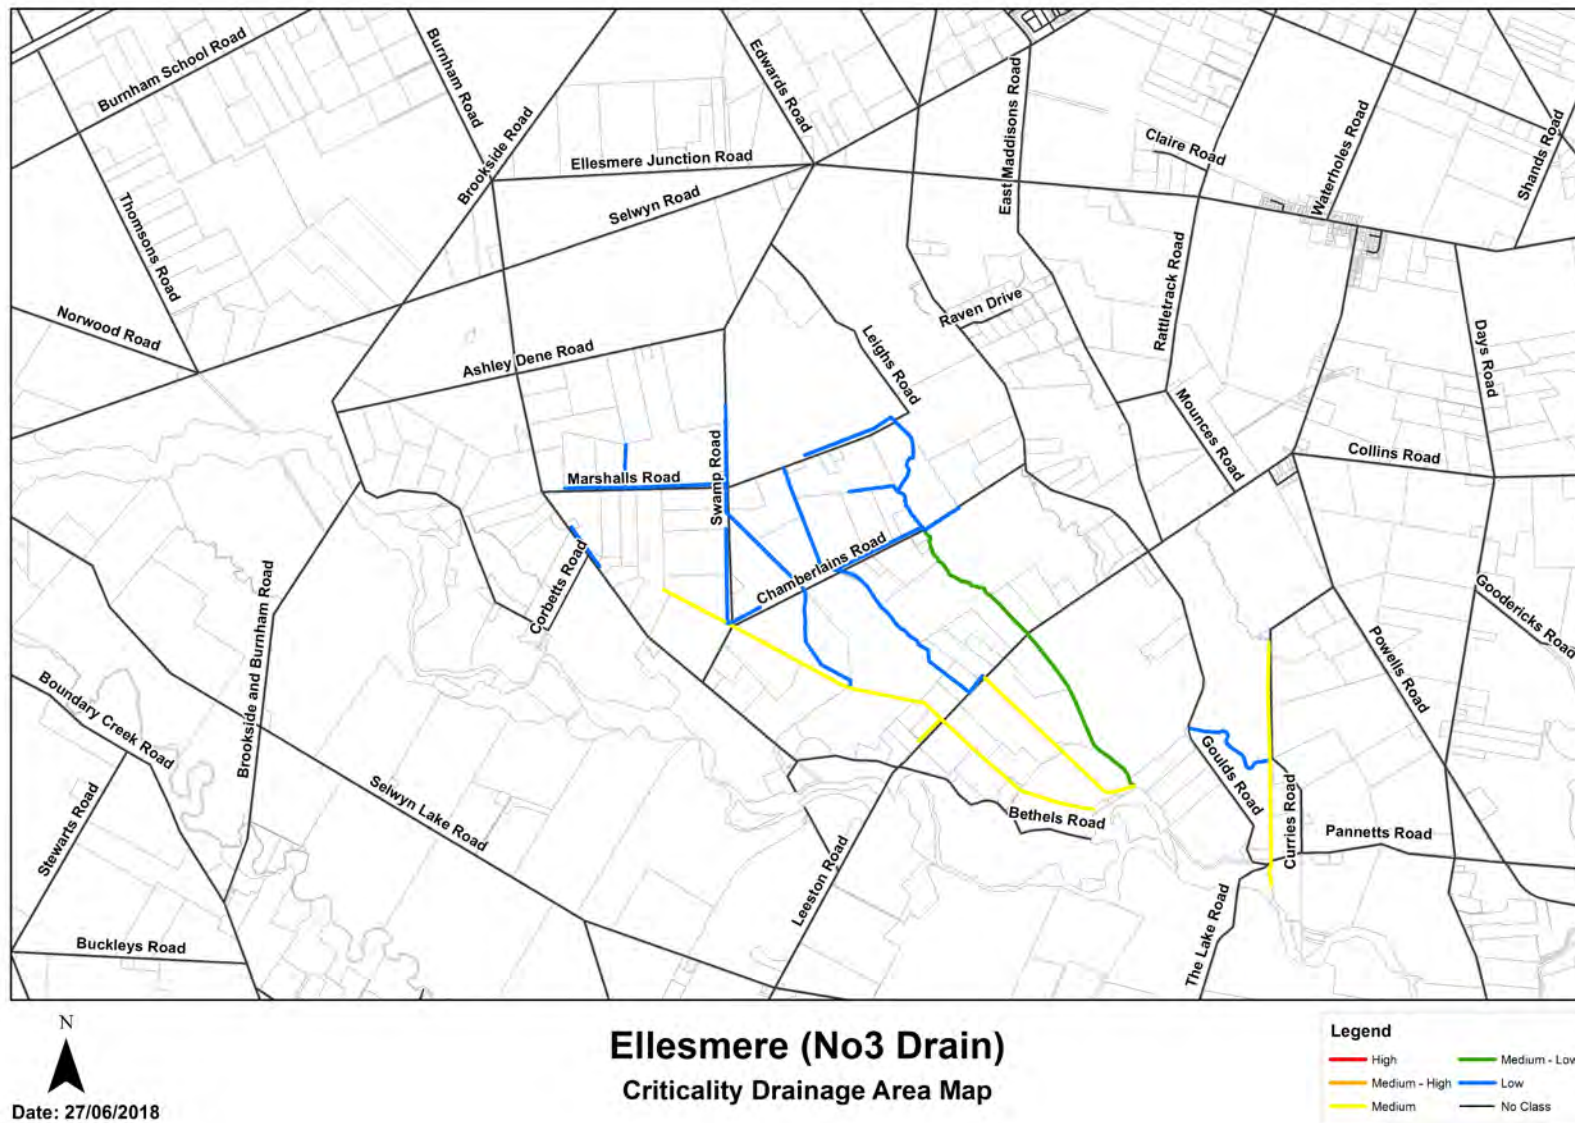 Burnham School Road
Burnham Road
Edwards Road
East Maddisons Road
Claire Road
Waterholes Road
Shands Road
Brookside Road
Ellesmere Junction Road
Selwyn Road
Thomsons Road
Norwood Road
Rattletrack Road
Raven Drive
Leighs Road
Days Road
Ashley Dene Road
Mounces Road
Collins Road
Marshalls Road
Swamp Road
Chamberlains Road
Corbetts Road
Goodericks Road
Powells Road
Brookside and Burnham Road
Boundary Creek Road
Selwyn Lake Road
Stewarts Road
Goulds Road
Curries Road
Bethels Road
Pannetts Road
Leeston Road
The Lake Road
Buckleys Road
N
Date: 27/06/2018
Ellesmere (No3 Drain)
Criticality Drainage Area Map
Legend
High
Medium - High
Medium
Medium - Low
Low
No Class